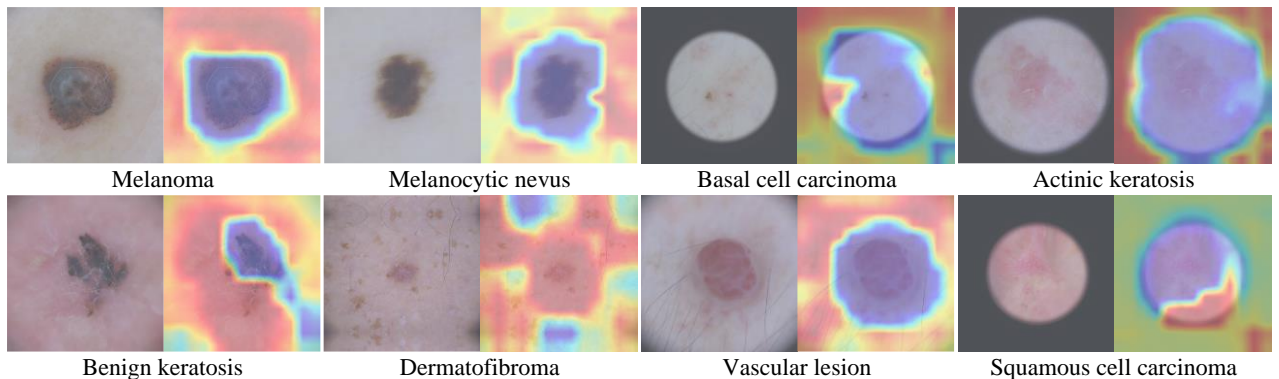 Melanoma
Melanocytic nevus
Basal cell carcinoma
Actinic keratosis
Benign keratosis
Dermatofibroma
Vascular lesion
Squamous cell carcinoma